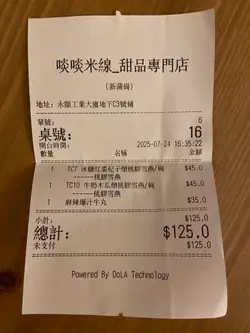 啖啖米線_甜品專門店
(新蒲崗)
地址: 永顯工業大廈地下C3號鋪
單號: 6
桌號: 16
開台時間: 2025-07-24 16:35:22
數量 名稱 金額
1 TC7 冰糖紅棗杞子燉桃膠雪燕/碗 $45.0
------桃膠雪燕
1 TC10 牛奶木瓜燉桃膠雪燕/碗 $45.0
------桃膠雪燕
1 麻辣爆汁牛丸 $35.0
小計: $125.0
總計: $125.0
未支付 $125.0
Powered By DoLA Technology